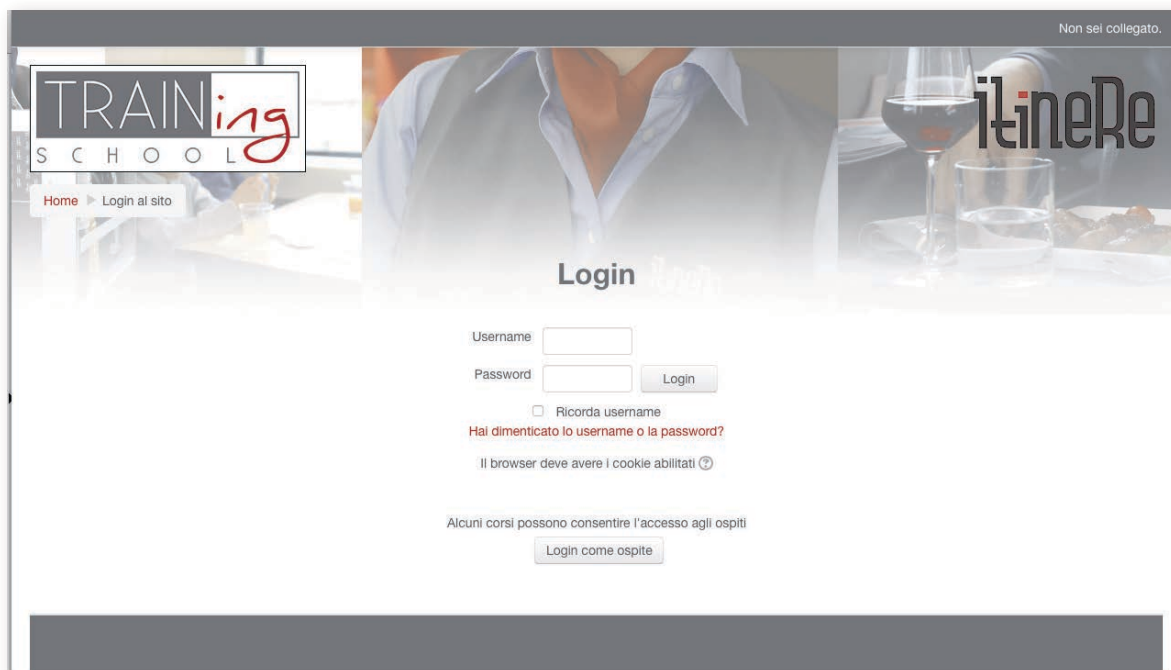 Non sei collegato.
TRAINing
SCHOOL
itineRe
Home Login al sito
Login
Username
Password Login
Ricorda username
Hai dimenticato lo username o la password?
Il browser deve avere i cookie abilitati ?
Alcuni corsi possono consentire l'accesso agli ospiti
Login come ospite